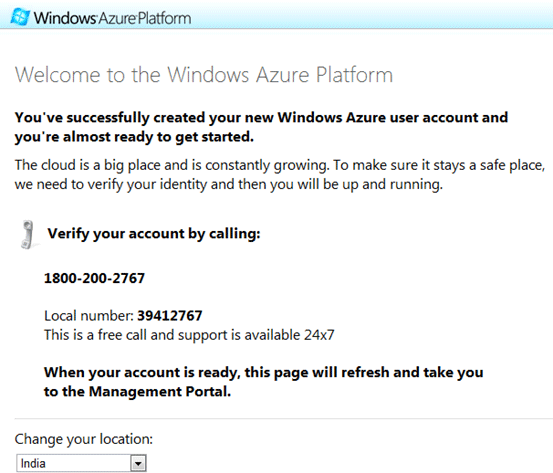 Windows Azure Platform
Welcome to the Windows Azure Platform
You've successfully created your new Windows Azure user account and
you're almost ready to get started.
The cloud is a big place and is constantly growing. To make sure it stays a safe place,
we need to verify your identity and then you will be up and running.
Verify your account by calling:
1800-200-2767
Local number: 39412767
This is a free call and support is available 24x7
When your account is ready, this page will refresh and take you
to the Management Portal.
Change your location:
India